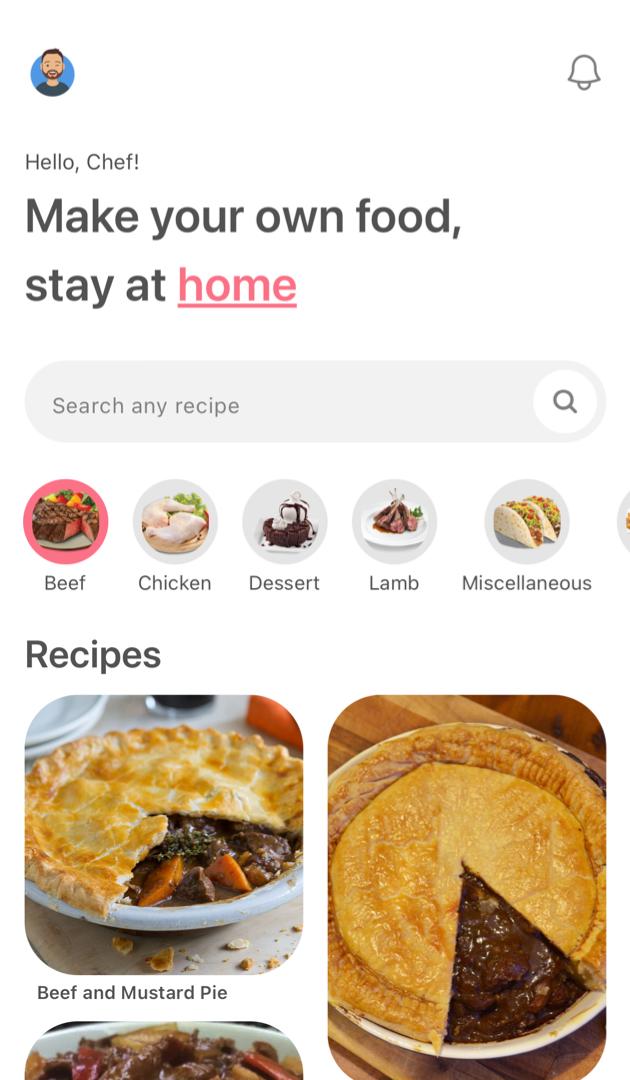 Hello, Chef!
Make your own food,
stay at home
Search any recipe
Beef
Chicken
Dessert
Lamb
Miscellaneous
Recipes
Beef and Mustard Pie